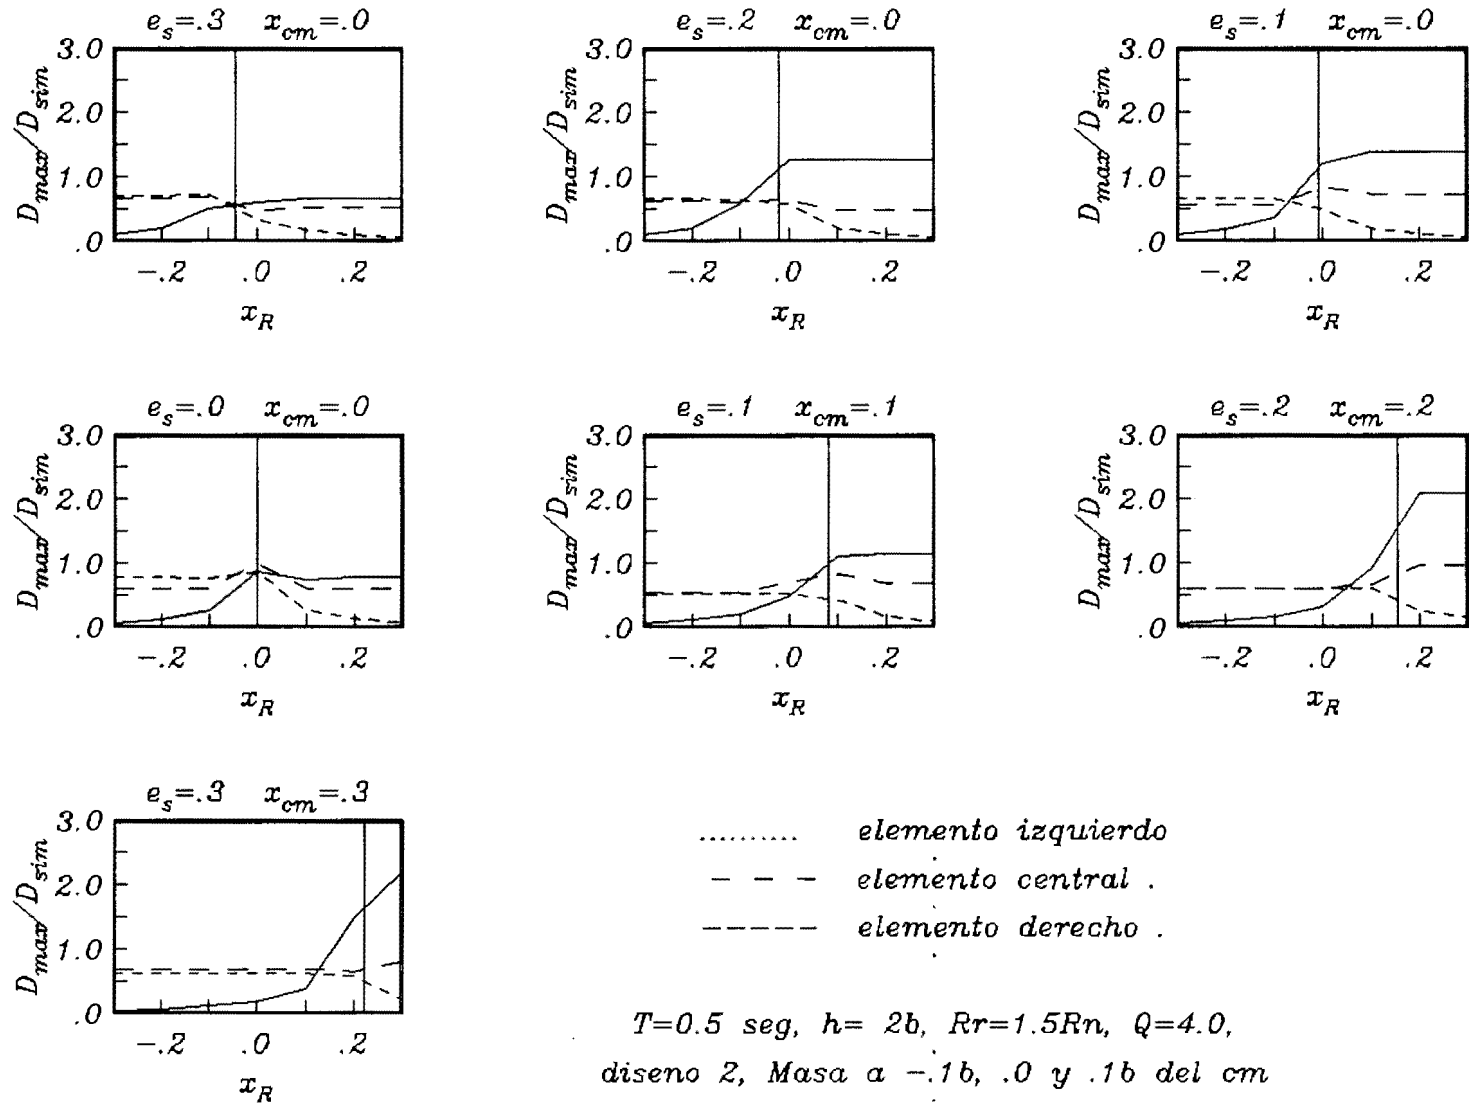 e_s=.3 x_cm=.0
3.0
2.0
1.0
.0
D_max/D_sim
-.2 .0 .2
x_R
e_s=.2 x_cm=.0
3.0
2.0
1.0
.0
D_max/D_sim
-.2 .0 .2
x_R
e_s=.1 x_cm=.0
3.0
2.0
1.0
.0
D_max/D_sim
-.2 .0 .2
x_R
e_s=.0 x_cm=.0
3.0
2.0
1.0
.0
D_max/D_sim
-.2 .0 .2
x_R
e_s=.1 x_cm=.1
3.0
2.0
1.0
.0
D_max/D_sim
-.2 .0 .2
x_R
e_s=.2 x_cm=.2
3.0
2.0
1.0
.0
D_max/D_sim
-.2 .0 .2
x_R
e_s=.3 x_cm=.3
3.0
2.0
1.0
.0
D_max/D_sim
-.2 .0 .2
x_R
elemento izquierdo
elemento central .
elemento derecho .
T=0.5 seg, h= 2b, Rr=1.5Rn, Q=4.0,
diseno 2, Masa a -.1b, .0 y .1b del cm